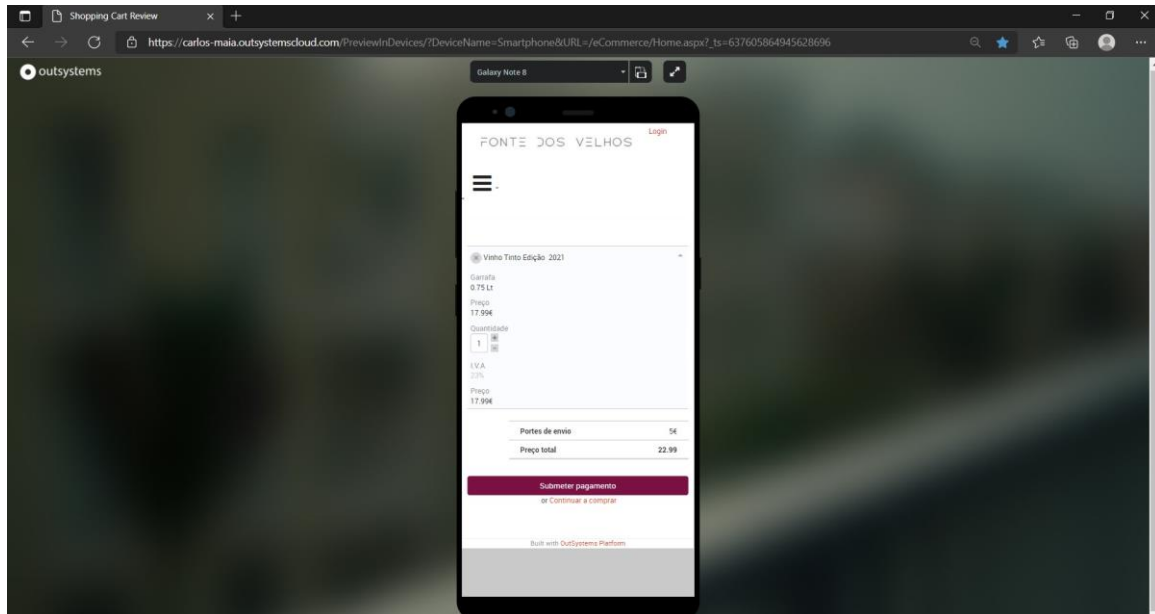 Shopping Cart Review
https://carlos-maia.outsystemscloud.com/PreviewInDevices/?DeviceName=Smartphone&URL=/eCommerce/Home.aspx?_ts=637605864945628696
outsystems
Galaxy Note 8
Login
FONTE DOS VELHOS
Vinho Tinto Edição 2021
Garrafa
0.75 Lt
Preço
17.99€
Quantidade
1
I.V.A
23%
Preço
17.99€
Portes de envio 5€
Preço total 22.99
Submeter pagamento
or Continuar a comprar
Built with OutSystems Platform